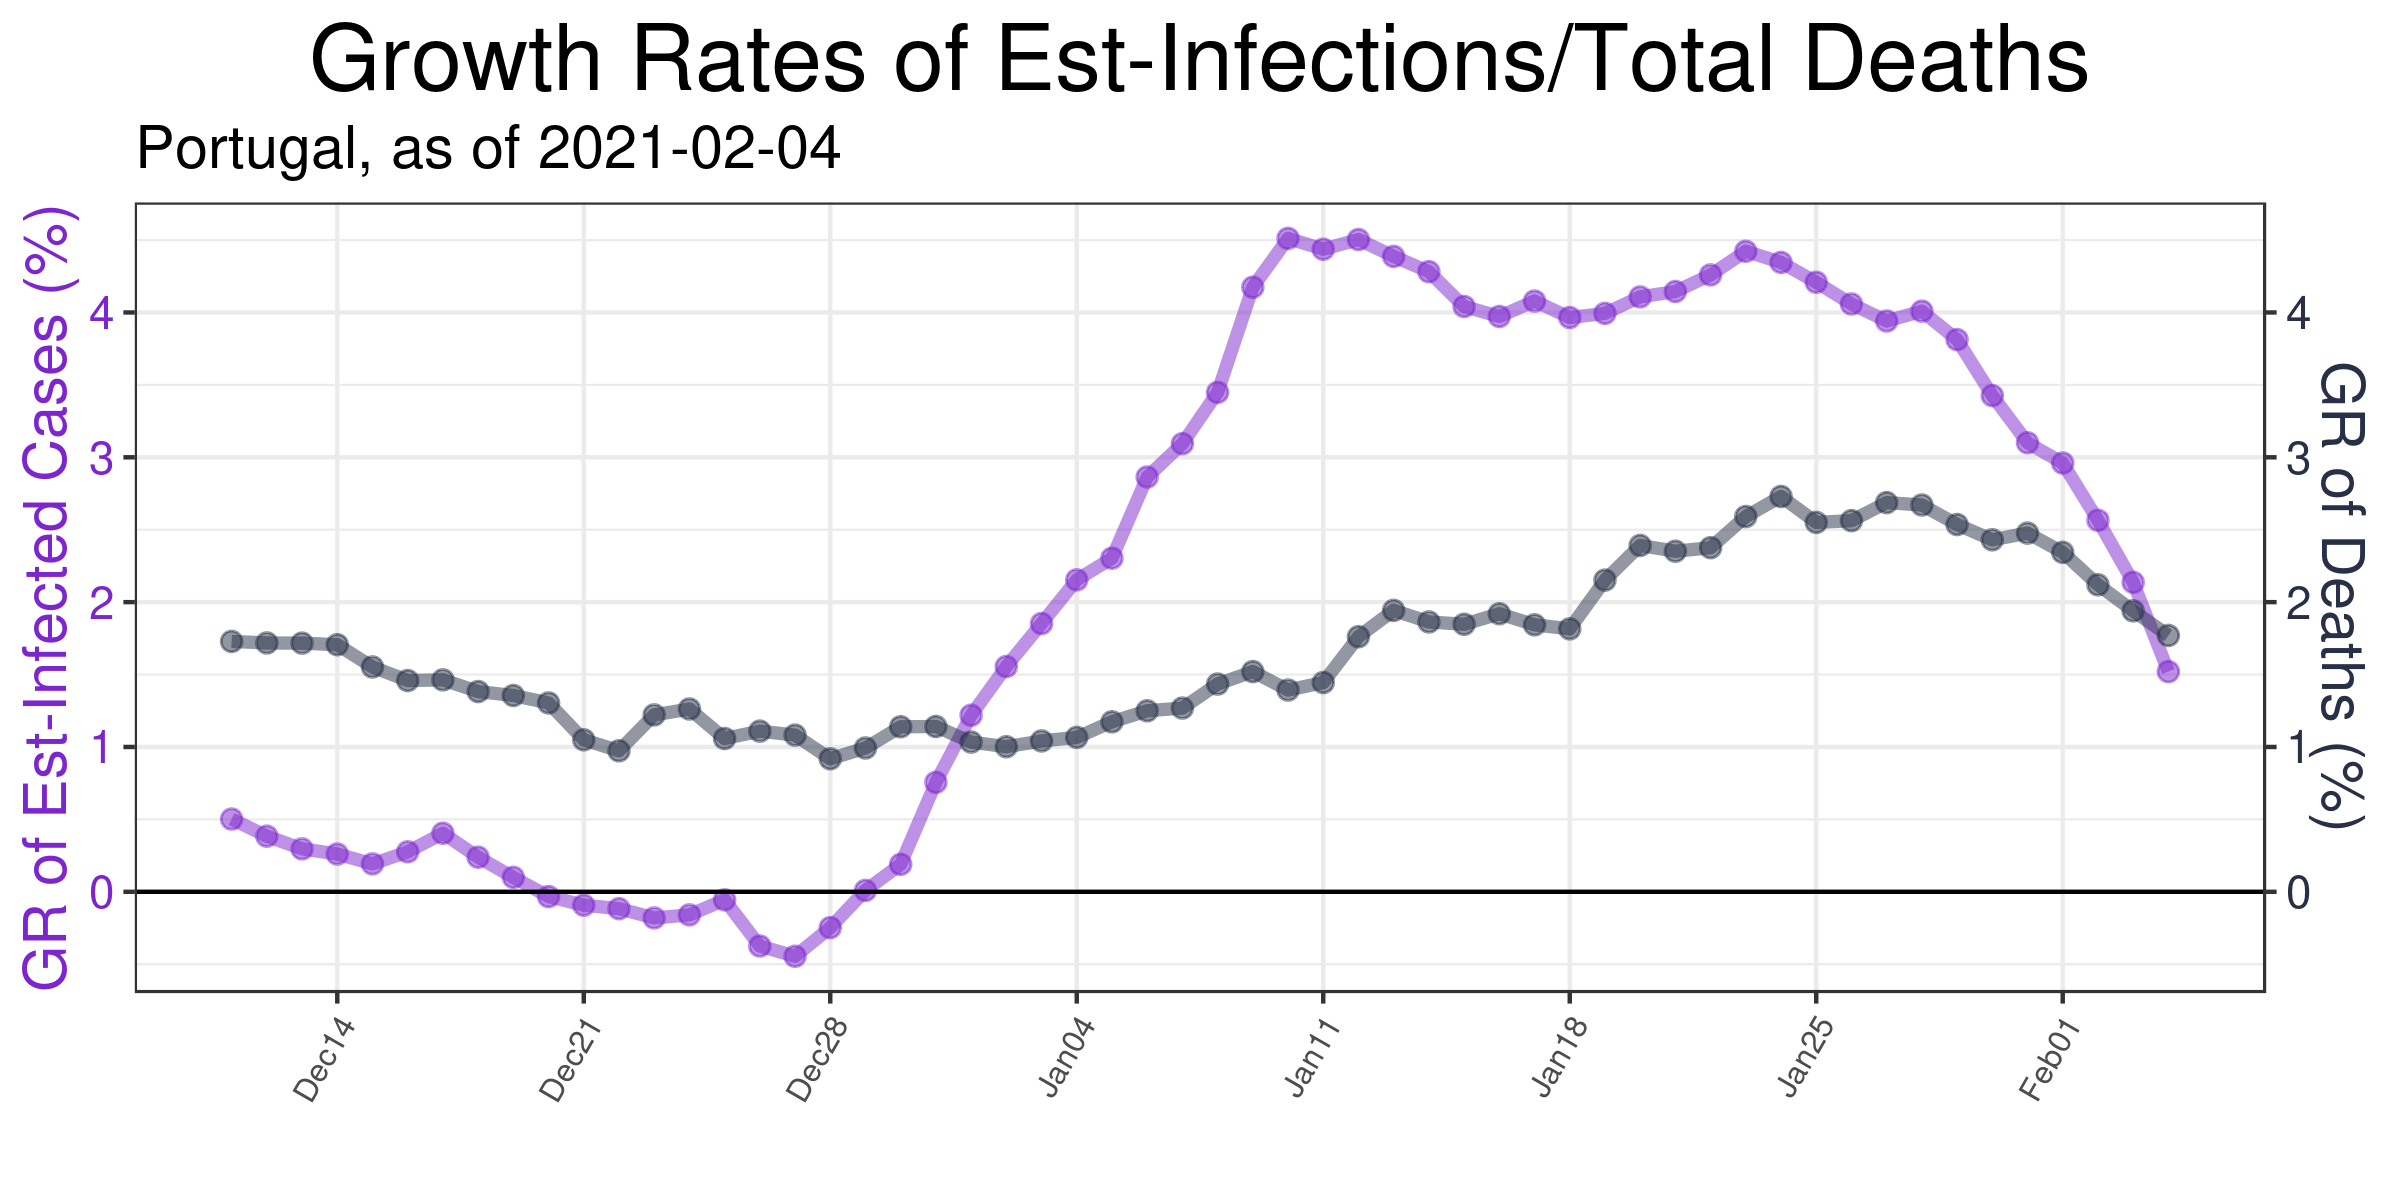 Growth Rates of Est-Infections/Total Deaths
Portugal, as of 2021-02-04
GR of Est-Infected Cases (%)
4
3
2
1
0
4
3
2
1
0
GR of Deaths (%)
Dec14
Dec21
Dec28
Jan04
Jan11
Jan18
Jan25
Feb01